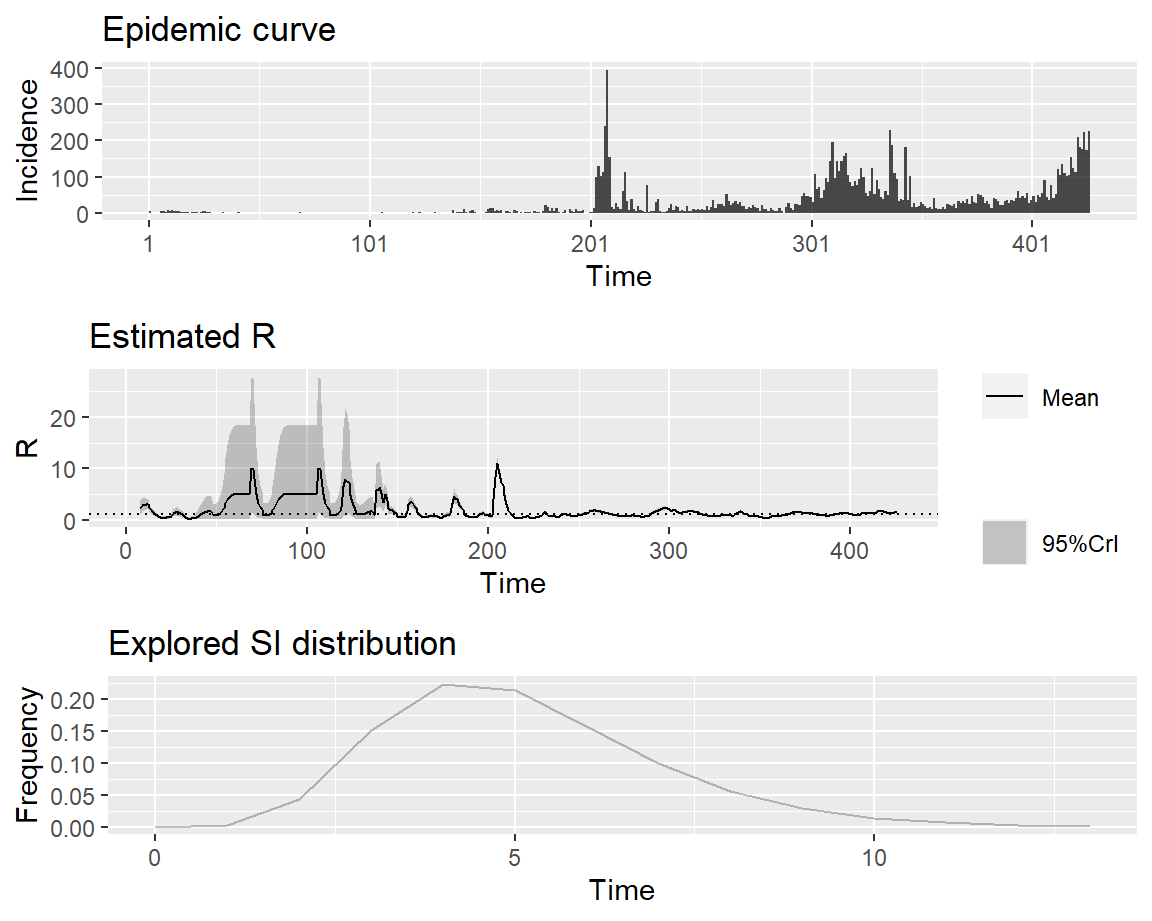 Epidemic curve
Incidence
400
300
200
100
0
1 101 201 301 401
Time
Estimated R
R
20
10
0
0 100 200 300 400
Time
Mean
95%CrI
Explored SI distribution
Frequency
0.20
0.15
0.10
0.05
0.00
0 5 10
Time